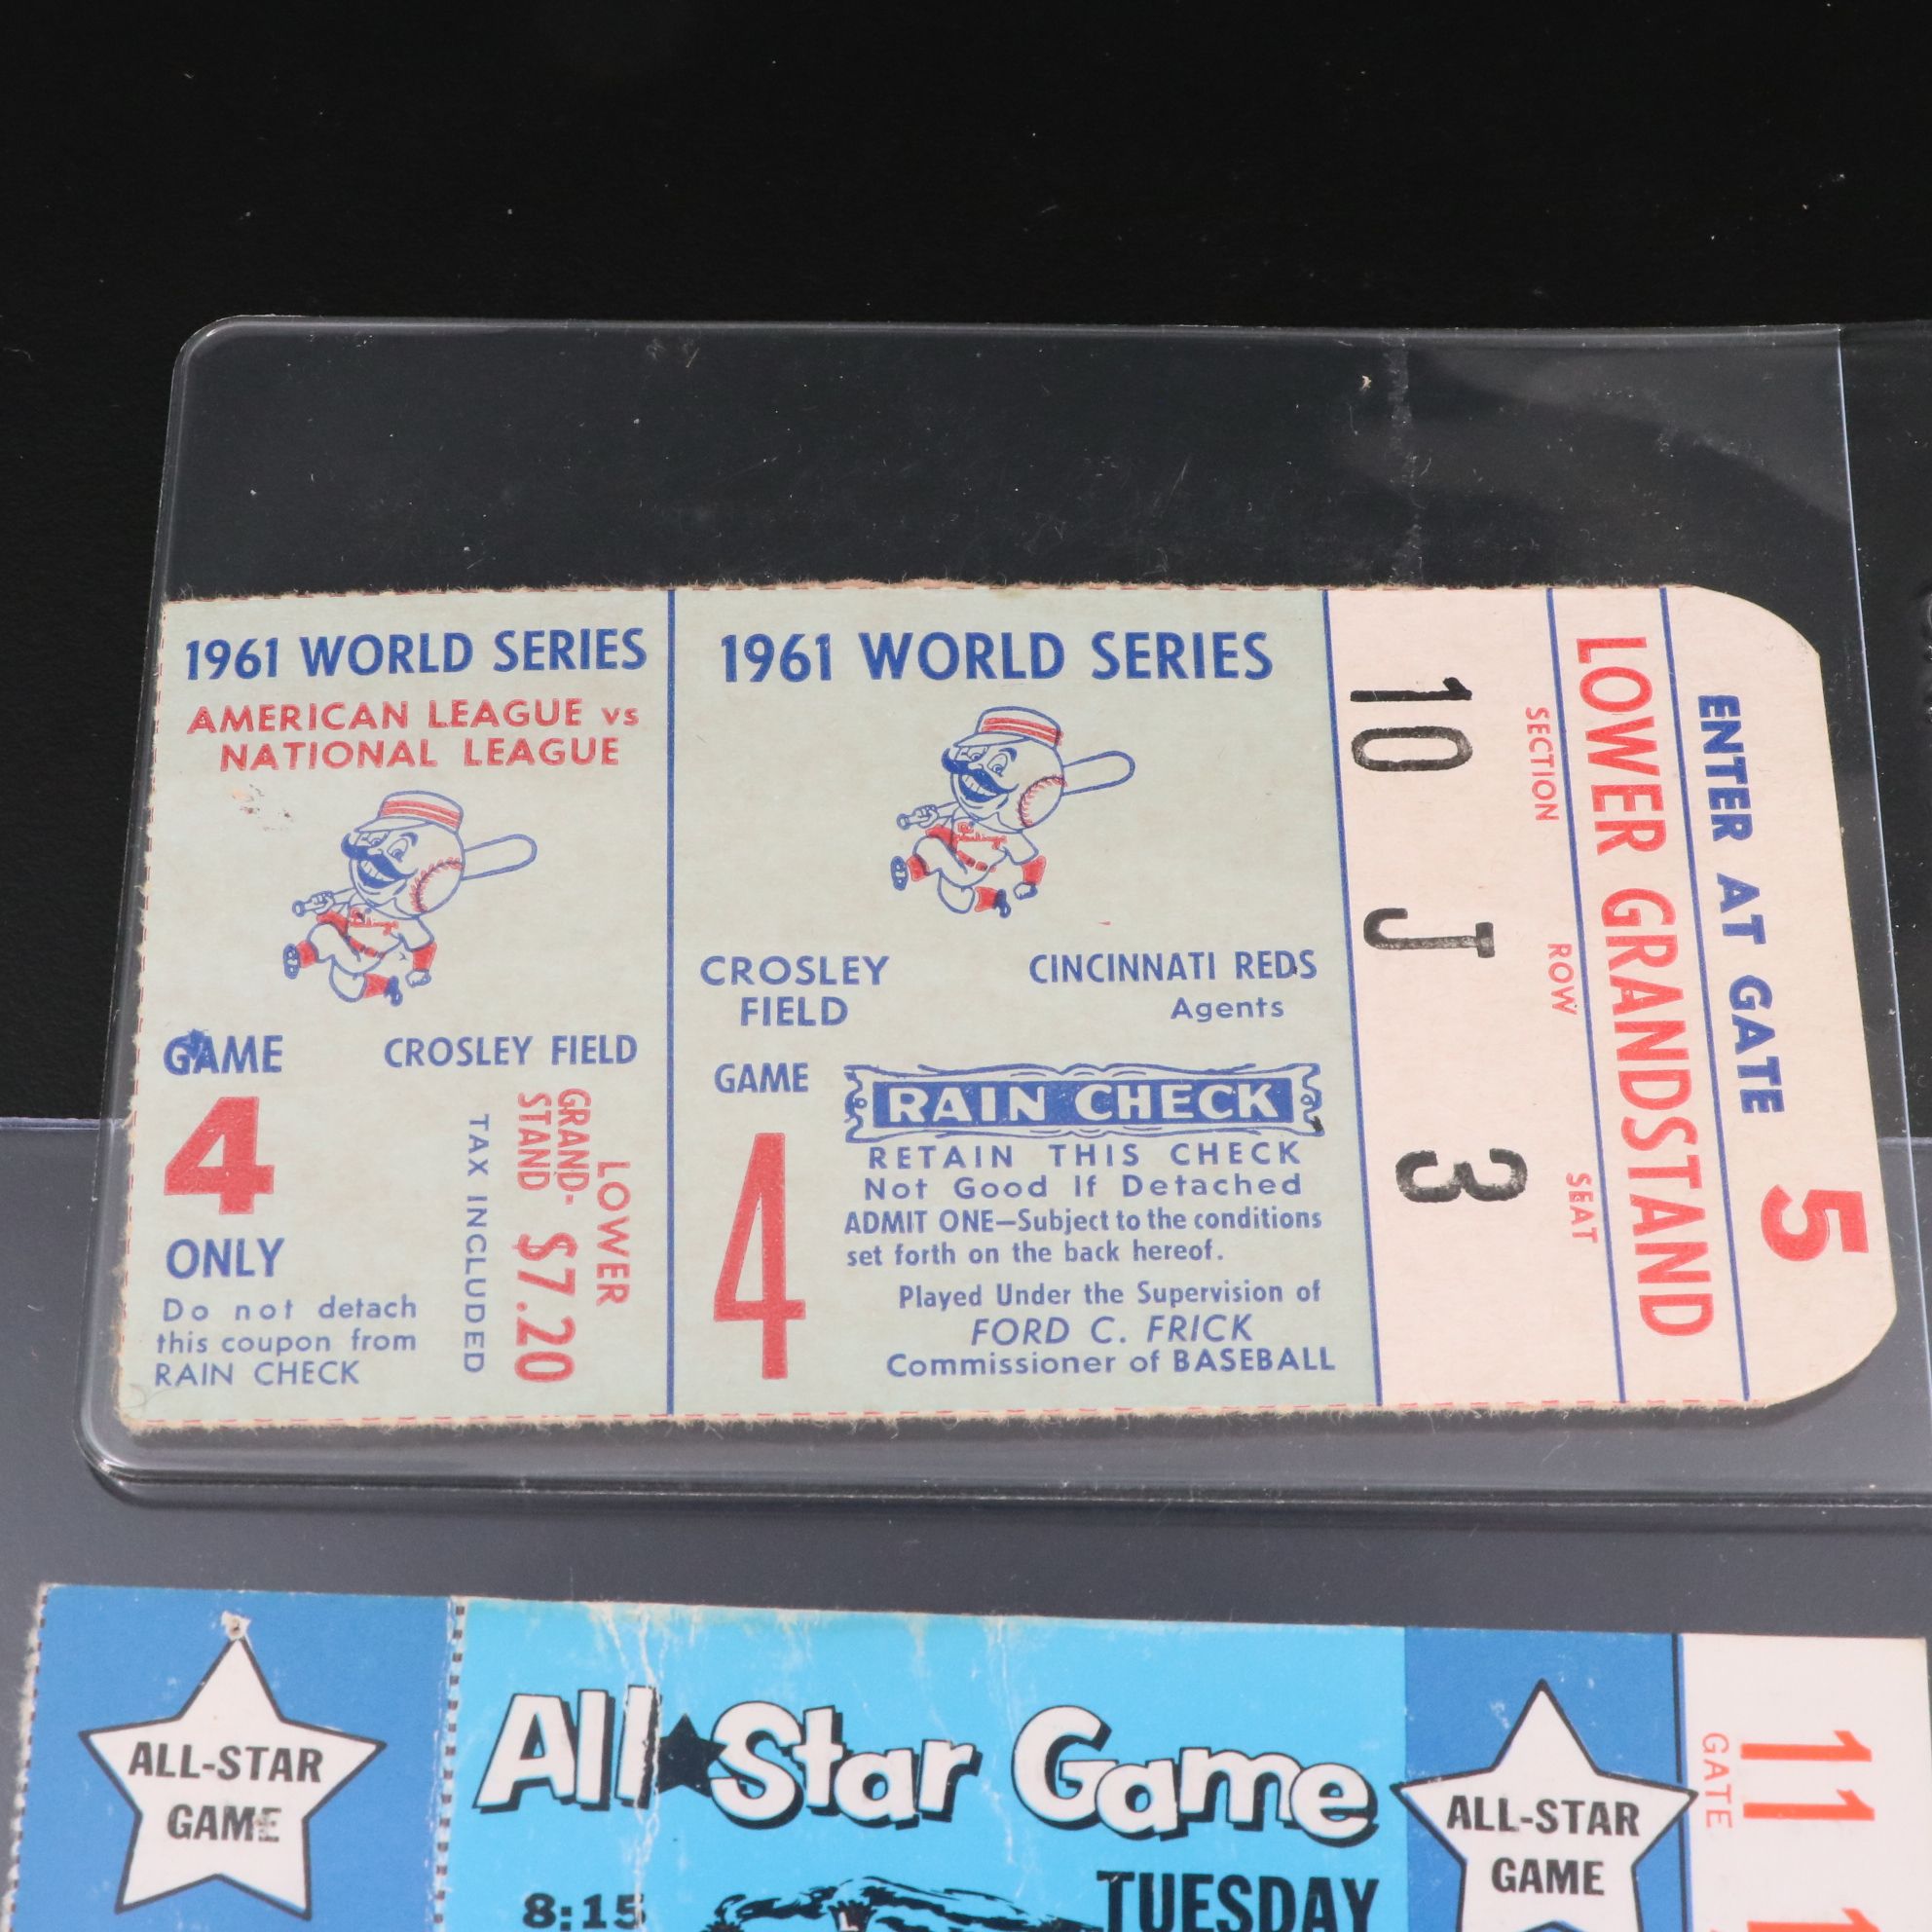 1961 WORLD SERIES
AMERICAN LEAGUE vs
NATIONAL LEAGUE
GAME
4
ONLY
CROSLEY FIELD
Do not detach
this coupon from
RAIN CHECK
LOWER
GRAND-
STAND $7.20
TAX INCLUDED
1961 WORLD SERIES
CROSLEY
FIELD
CINCINNATI REDS
Agents
GAME
4
RAIN CHECK
RETAIN THIS CHECK
Not Good If Detached
ADMIT ONE—Subject to the conditions
set forth on the back hereof.
Played Under the Supervision of
FORD C. FRICK
Commissioner of BASEBALL
ENTER AT GATE 5
LOWER GRANDSTAND
SECTION ROW SEAT
10 J 3
ALL-STAR
GAME
All★Star Game
8:15
TUESDAY
ALL-STAR
GAME
11
GATE